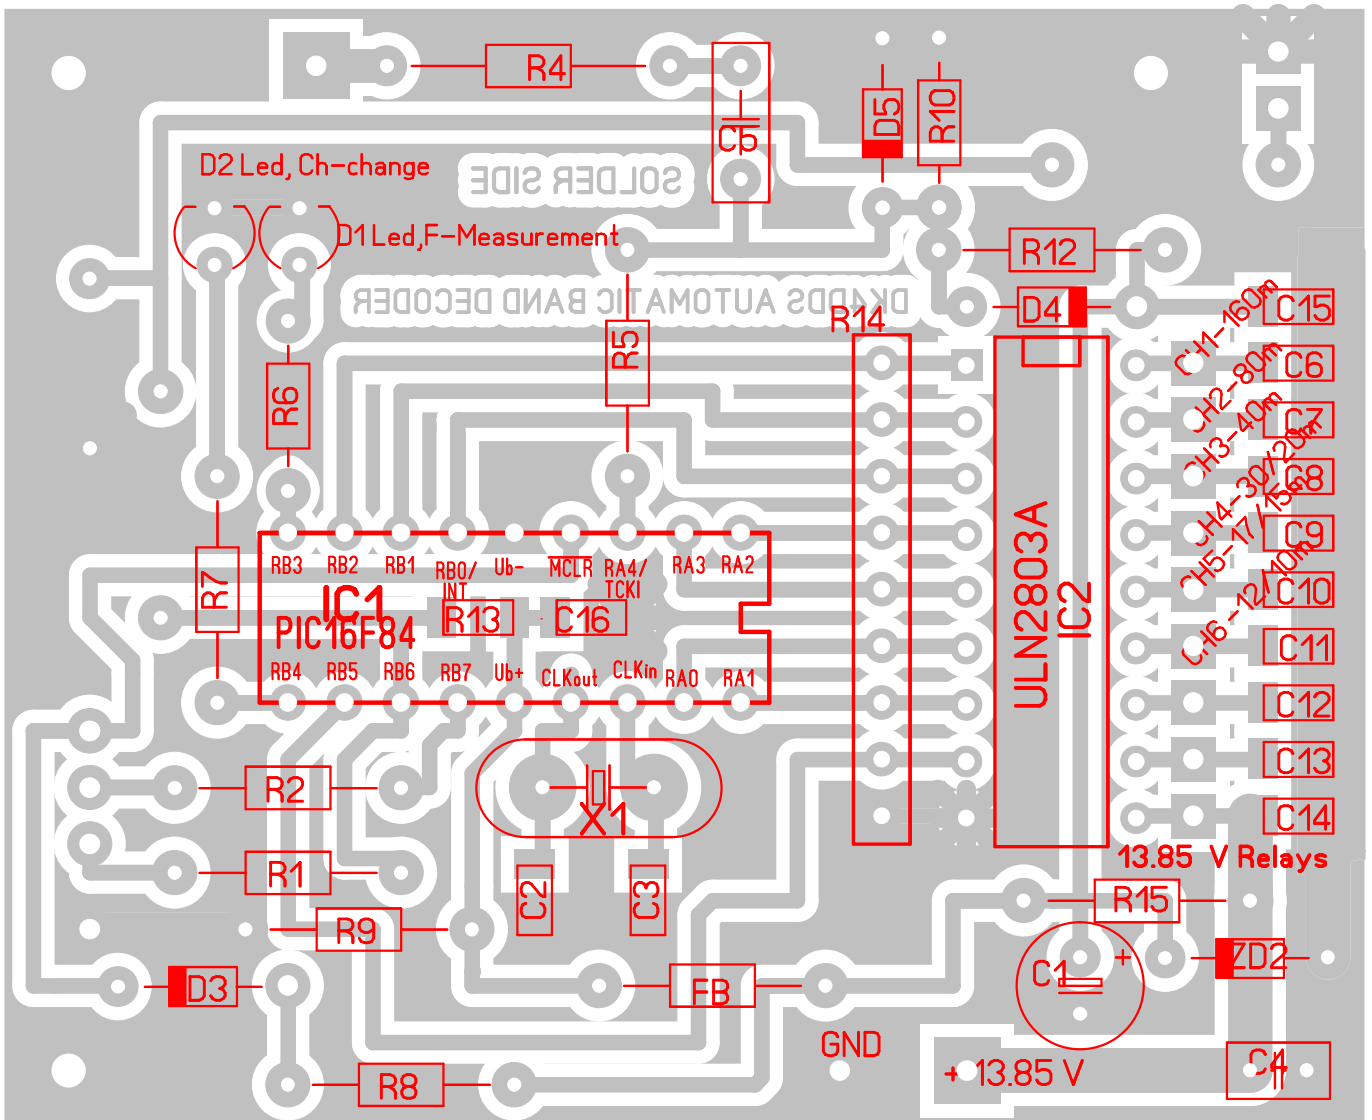 R4
C5
D5
R10
D2 Led, Ch-change
SOLDER SIDE
D1 Led,F-Measurement
R12
DK4DDS AUTOMATIC BAND DECODER
D4
C15
R14
CH1-160m
R5
C6
CH2-80m
R6
C7
CH3-40m
C8
CH4-30/20m
C9
CH5-17/15m
RB3 RB2 RB1 RB0/INT Ub- MCLR RA4/TCKI RA3 RA2
R7
IC1
R13
C16
PIC16F84
ULN2803A
IC2
C10
CH6-12/10m
C11
RB4 RB5 RB6 RB7 Ub+ CLKout CLKin RA0 RA1
C12
C13
R2
X1
C14
13.85 V Relays
R1
C2
C3
R15
R9
ZD2
C1
+
D3
FB
GND
C4
+ 13.85 V
R8